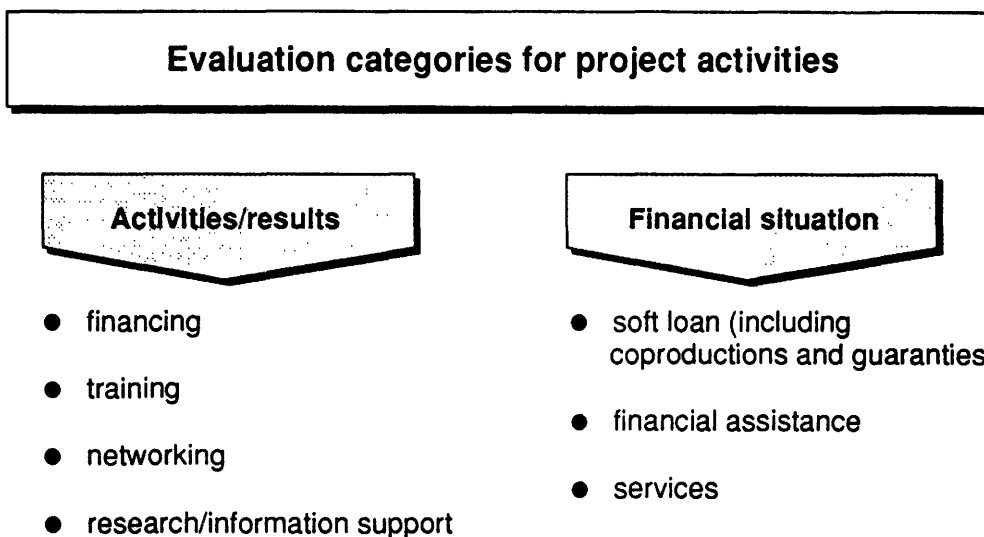 Evaluation categories for project activities
Activities/results
● financing
● training
● networking
● research/information support
Financial situation
● soft loan (including
coproductions and guaranties
● financial assistance
● services